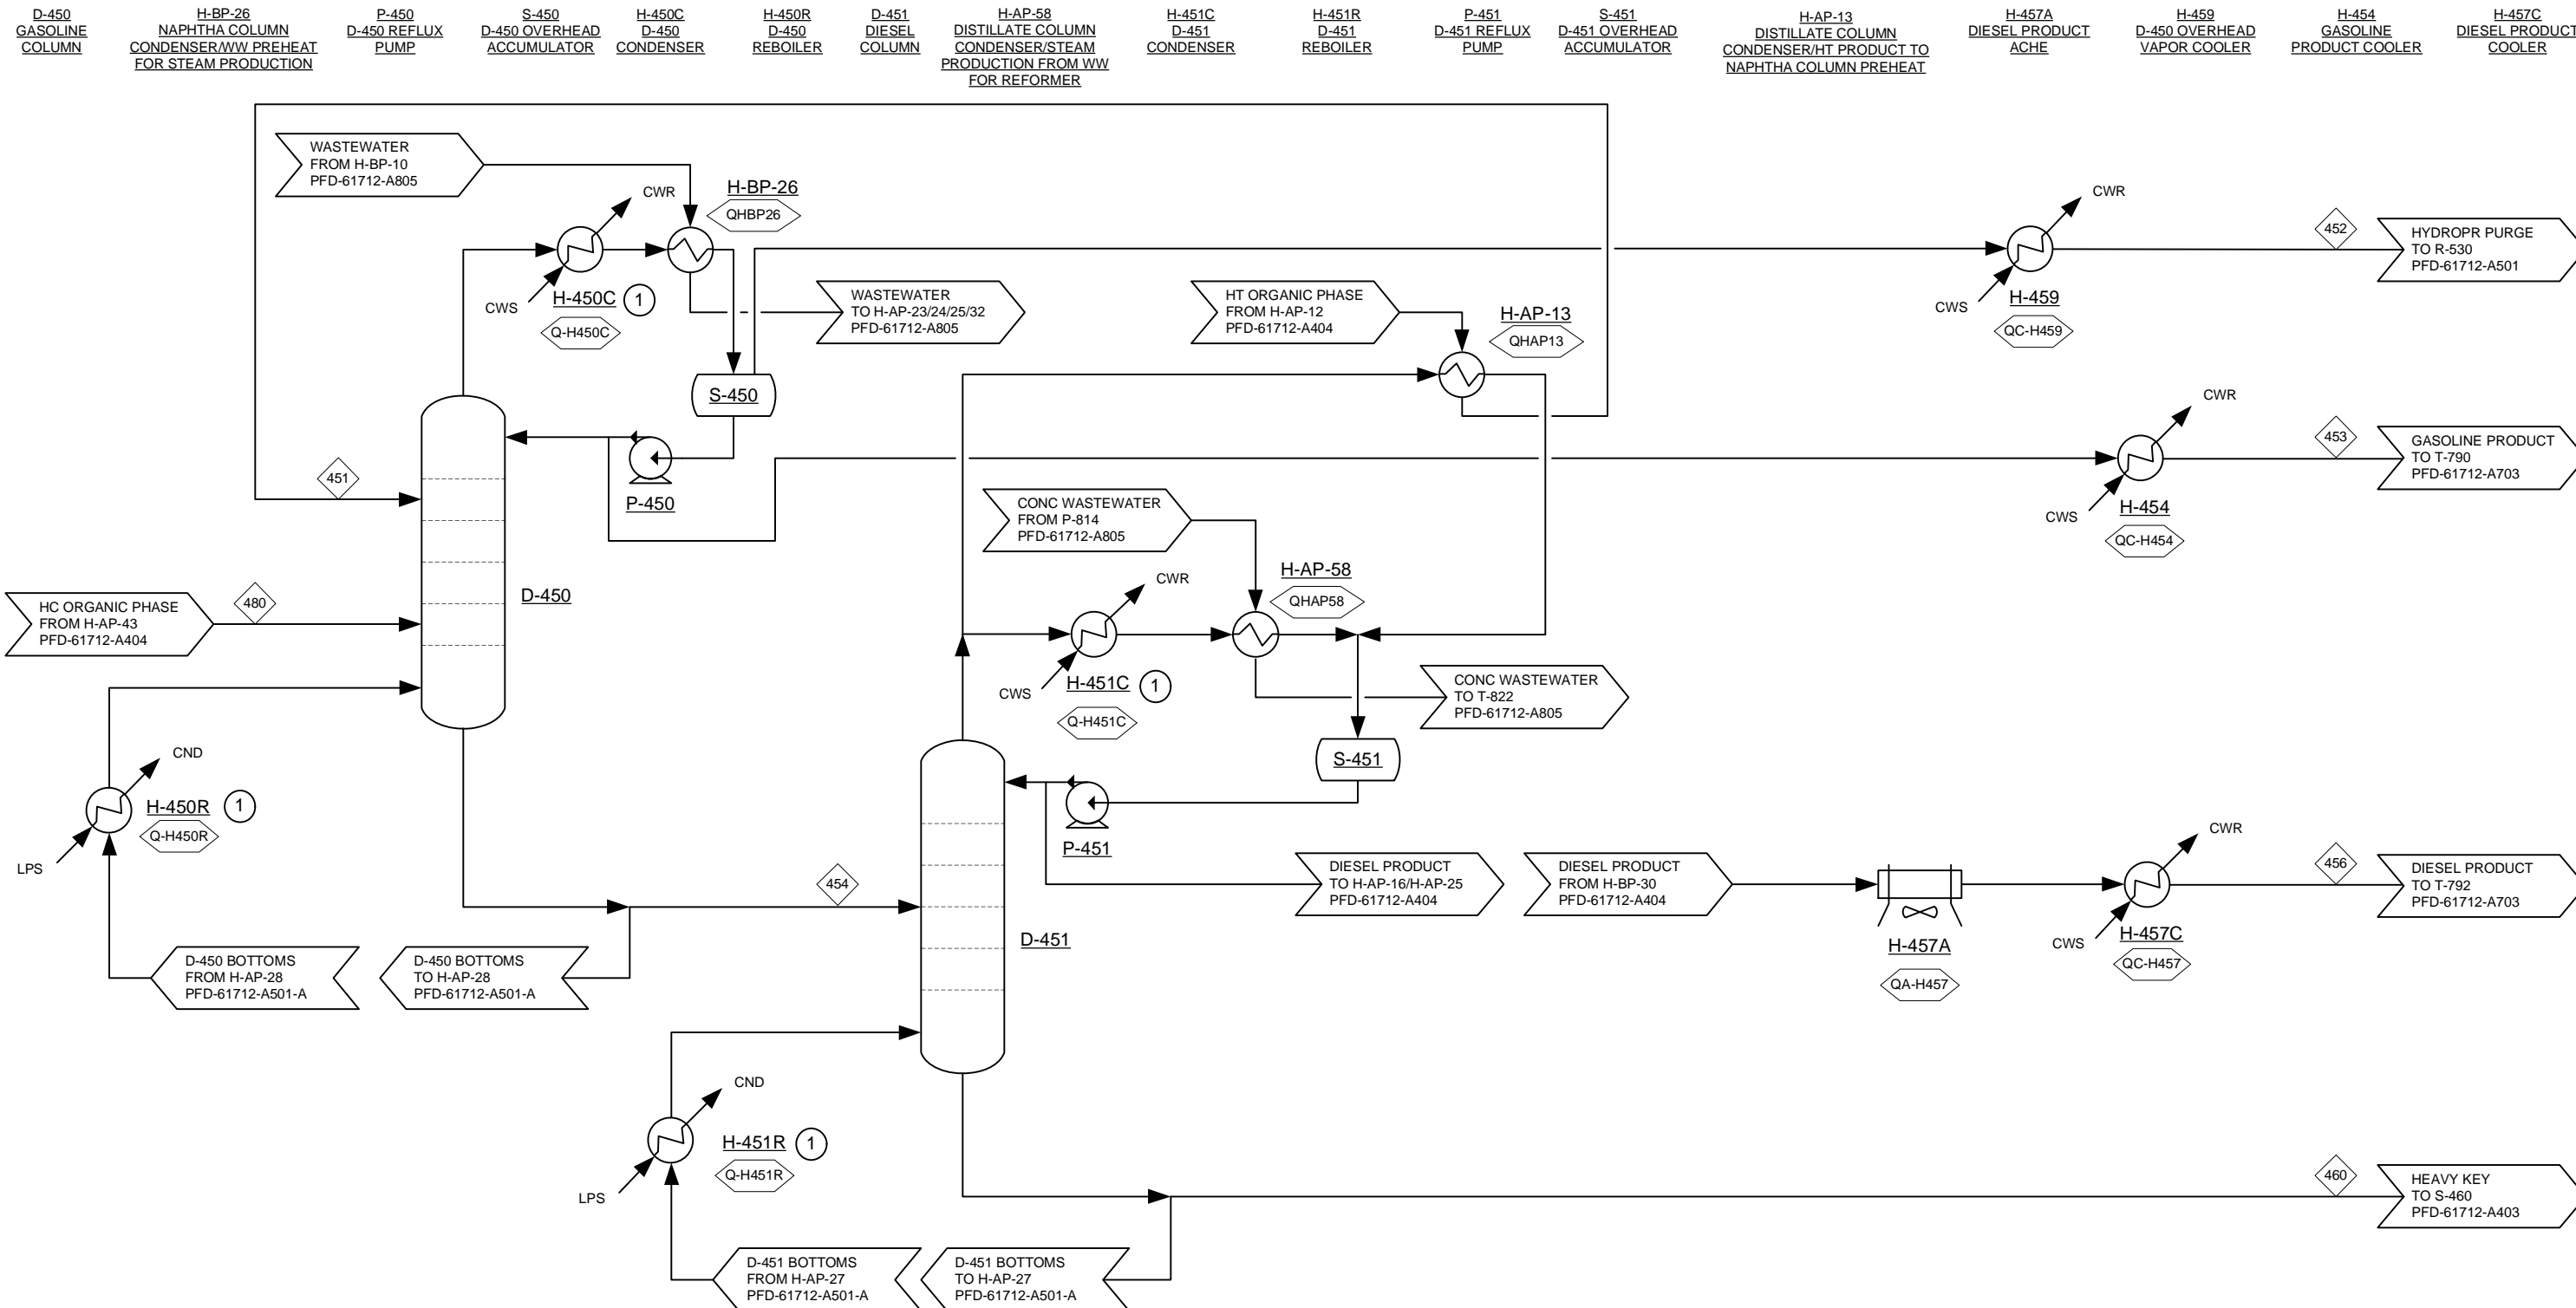 D-450
GASOLINE
COLUMN
H-BP-26
NAPHTHA COLUMN
CONDENSER/WW PREHEAT
FOR STEAM PRODUCTION
P-450
D-450 REFLUX
PUMP
S-450
D-450 OVERHEAD
ACCUMULATOR
H-450C
D-450
CONDENSER
H-450R
D-450
REBOILER
D-451
DIESEL
COLUMN
H-AP-58
DISTILLATE COLUMN
CONDENSER/STEAM
PRODUCTION FROM WW
FOR REFORMER
H-451C
D-451
CONDENSER
H-451R
D-451
REBOILER
P-451
D-451 REFLUX
PUMP
S-451
D-451 OVERHEAD
ACCUMULATOR
H-AP-13
DISTILLATE COLUMN
CONDENSER/HT PRODUCT TO
NAPHTHA COLUMN PREHEAT
H-457A
DIESEL PRODUCT
ACHE
H-459
D-450 OVERHEAD
VAPOR COOLER
H-454
GASOLINE
PRODUCT COOLER
H-457C
DIESEL PRODUCT
COOLER
WASTEWATER
FROM H-BP-10
PFD-61712-A805
CWR
H-BP-26
QHBP26
CWS
H-450C
1
Q-H450C
WASTEWATER
TO H-AP-23/24/25/32
PFD-61712-A805
HT ORGANIC PHASE
FROM H-AP-12
PFD-61712-A404
H-AP-13
QHAP13
CWR
CWS
H-459
QC-H459
452
HYDROPR PURGE
TO R-530
PFD-61712-A501
S-450
P-450
451
CWR
CWS
H-454
QC-H454
453
GASOLINE PRODUCT
TO T-790
PFD-61712-A703
CONC WASTEWATER
FROM P-814
PFD-61712-A805
H-AP-58
QHAP58
CWR
CWS
H-451C
1
Q-H451C
HC ORGANIC PHASE
FROM H-AP-43
PFD-61712-A404
480
D-450
CONC WASTEWATER
TO T-822
PFD-61712-A805
S-451
P-451
CND
H-450R
1
Q-H450R
LPS
454
DIESEL PRODUCT
TO H-AP-16/H-AP-25
PFD-61712-A404
DIESEL PRODUCT
FROM H-BP-30
PFD-61712-A404
H-457A
QA-H457
CWR
CWS
H-457C
QC-H457
456
DIESEL PRODUCT
TO T-792
PFD-61712-A703
D-450 BOTTOMS
FROM H-AP-28
PFD-61712-A501-A
D-450 BOTTOMS
TO H-AP-28
PFD-61712-A501-A
D-451
CND
H-451R
1
Q-H451R
LPS
460
HEAVY KEY
TO S-460
PFD-61712-A403
D-451 BOTTOMS
FROM H-AP-27
PFD-61712-A501-A
D-451 BOTTOMS
TO H-AP-27
PFD-61712-A501-A